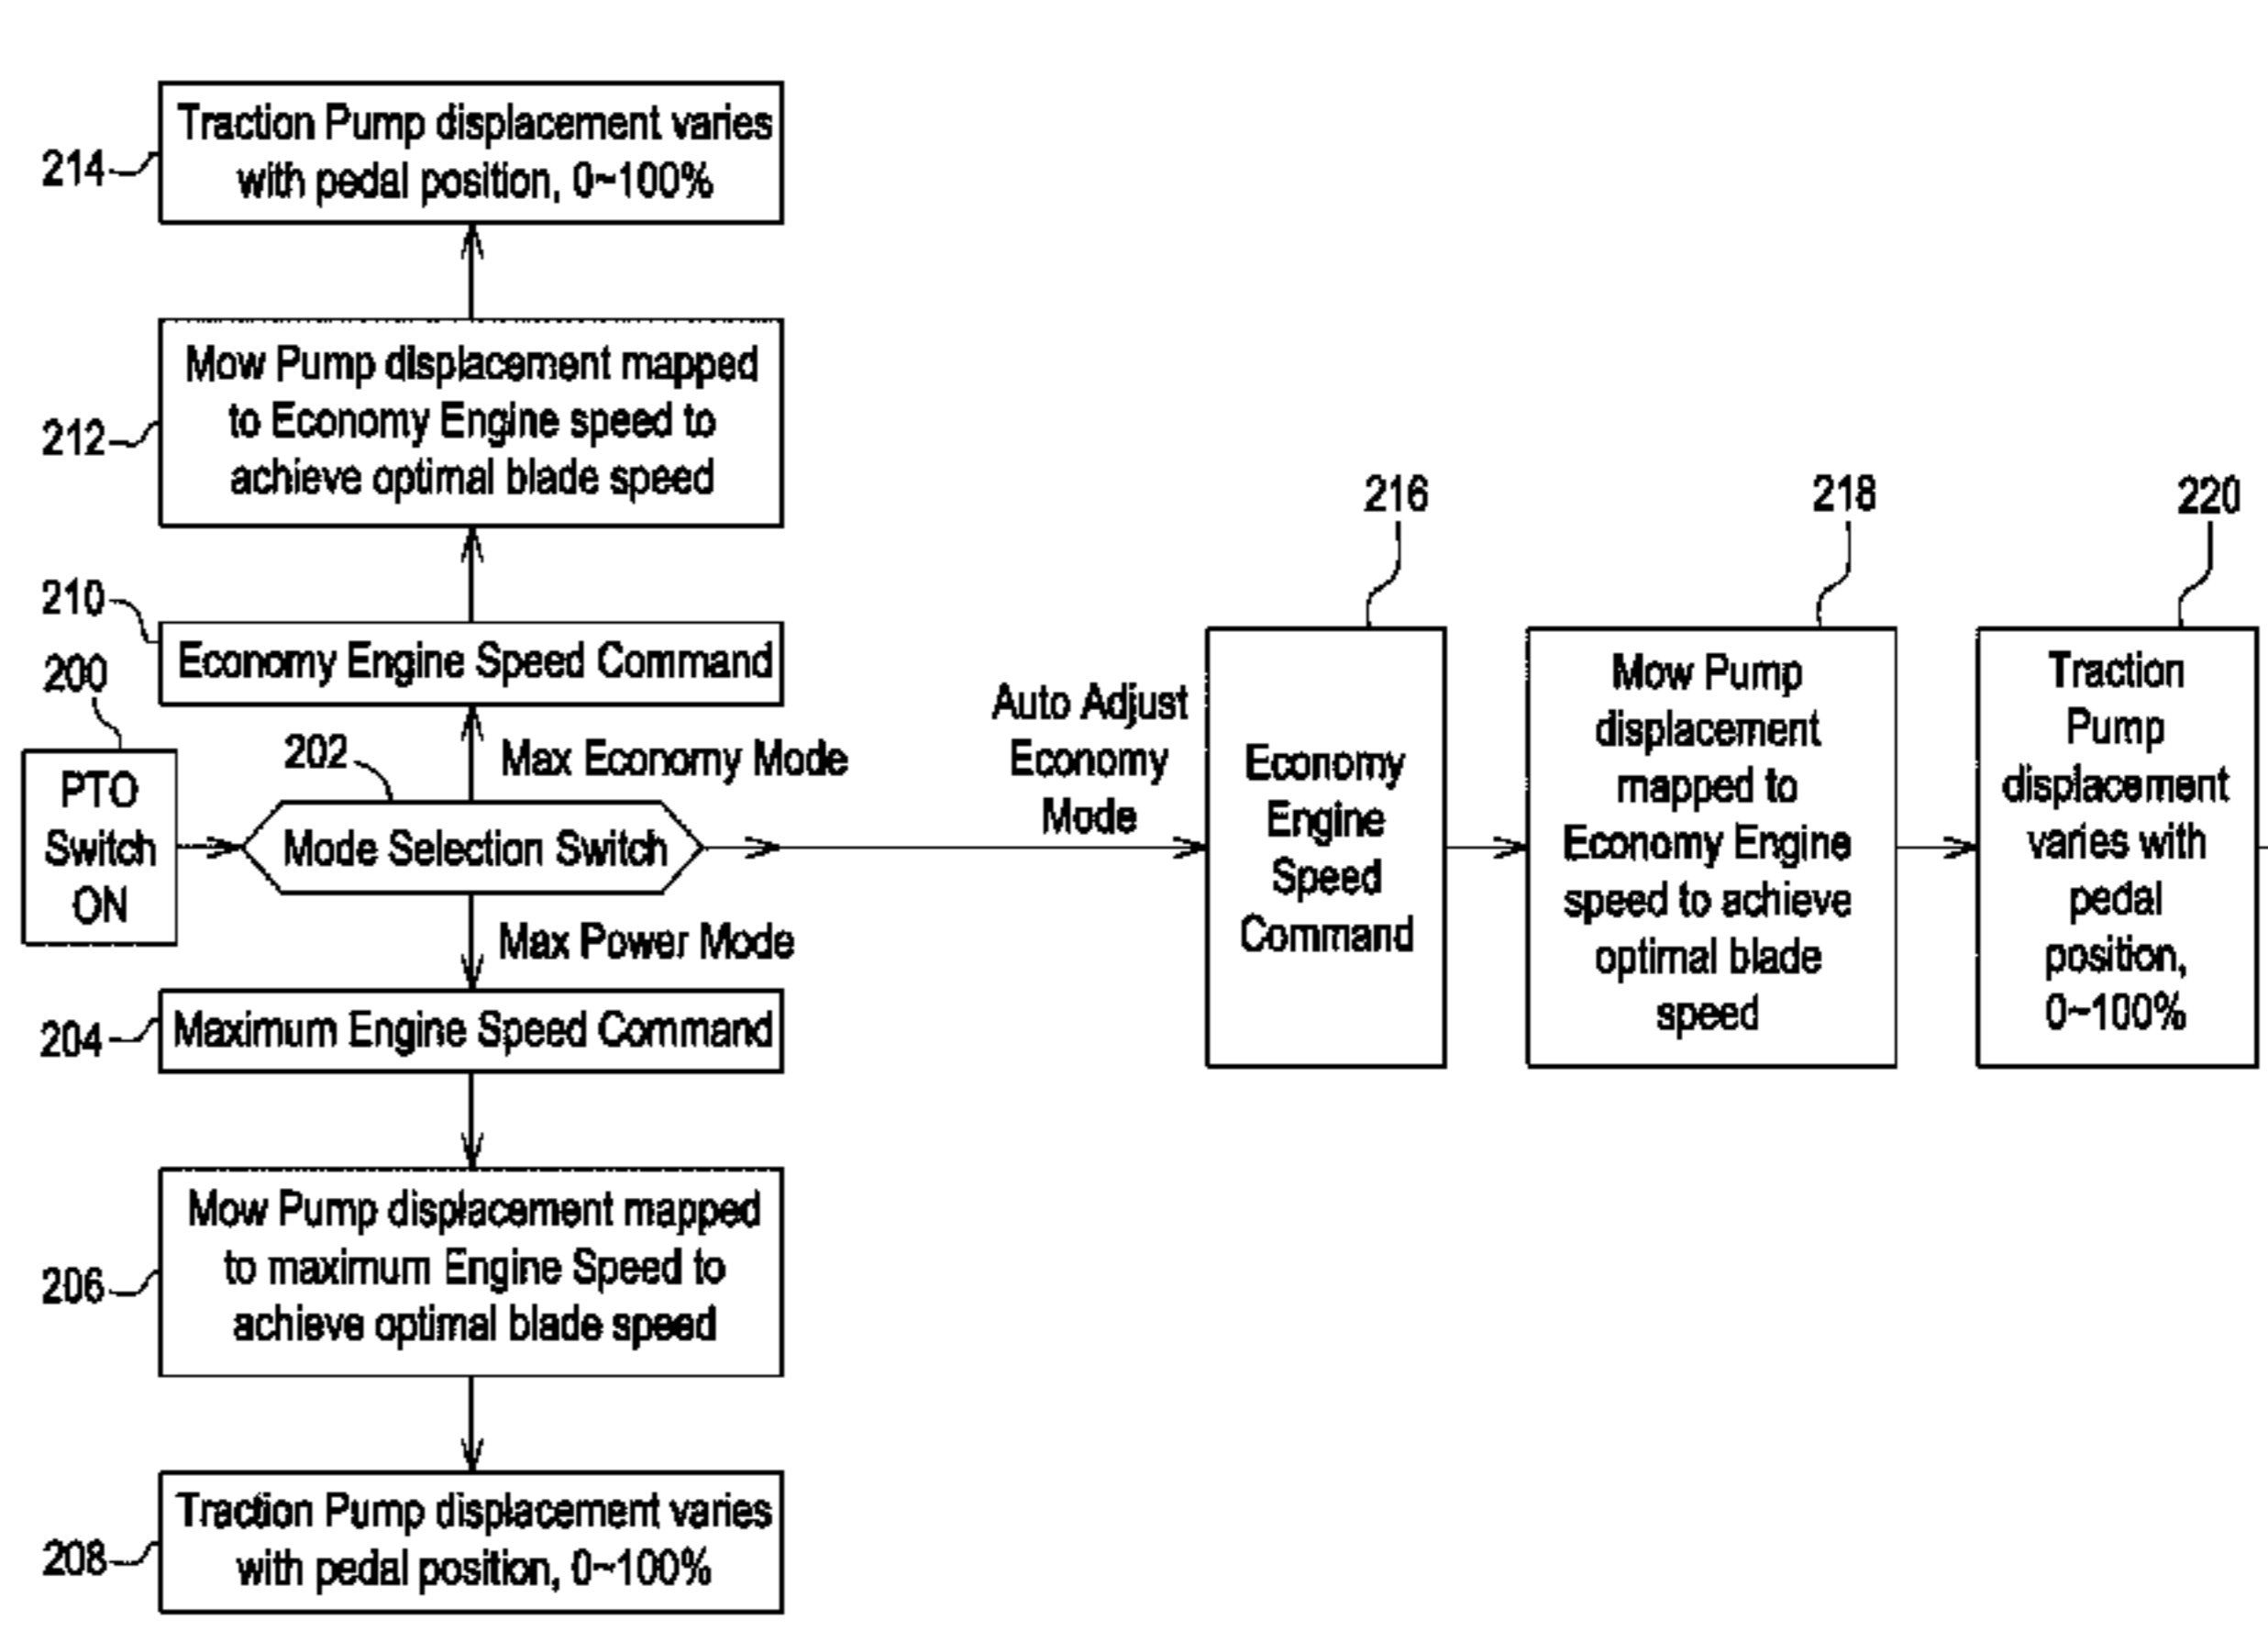 Traction Pump displacement varies
with pedal position, 0~100%
214
Mow Pump displacement mapped
to Economy Engine speed to
achieve optimal blade speed
212
210
Economy Engine Speed Command
200
PTO
Switch
ON
202
Max Economy Mode
Mode Selection Switch
Max Power Mode
204
Maximum Engine Speed Command
Mow Pump displacement mapped
to maximum Engine Speed to
achieve optimal blade speed
206
Traction Pump displacement varies
with pedal position, 0~100%
208
Auto Adjust
Economy
Mode
216
Economy
Engine
Speed
Command
218
Mow Pump
displacement
mapped to
Economy Engine
speed to achieve
optimal blade
speed
220
Traction
Pump
displacement
varies with
pedal
position,
0~100%